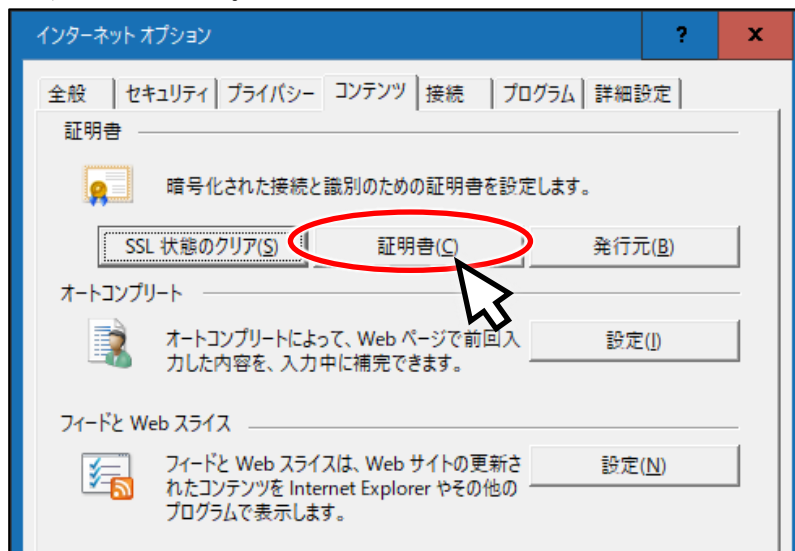 インターネット オプション
?
x
全般
セキュリティ
プライバシー
コンテンツ
接続
プログラム
詳細設定
証明書
暗号化された接続と識別のための証明書を設定します。
SSL 状態のクリア(S)
証明書(C)
発行元(B)
オートコンプリート
オートコンプリートによって、Web ページで前回入
力した内容を、入力中に補完できます。
設定(I)
フィードと Web スライス
フィードと Web スライスは、Web サイトの更新さ
れたコンテンツを Internet Explorer やその他の
プログラムで表示します。
設定(N)